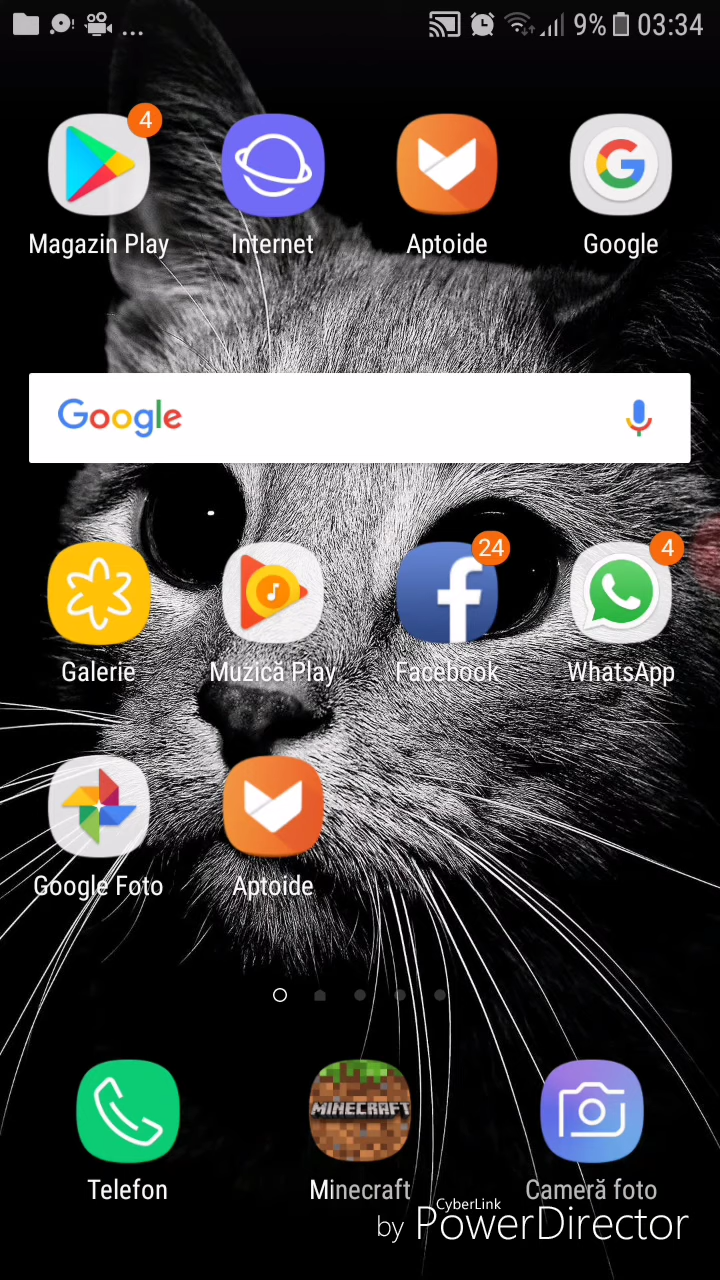 ! ... 9% 03:34
4
Magazin Play Internet Aptoide Google
Google
24 4
Galerie Muzică Play Facebook WhatsApp
Google Foto Aptoide
MINECRAFT
Telefon Minecraft Cameră foto
CyberLink
by PowerDirector